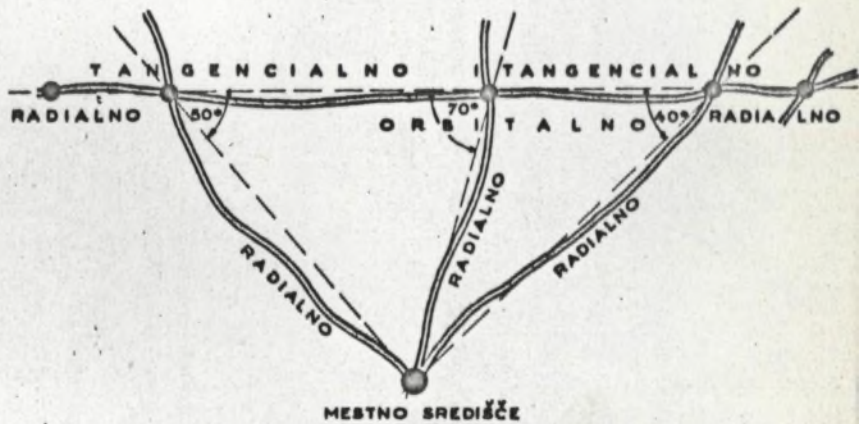 TANGENCIALNO I TANGENCIALNO
RADIALNO 50° 70° 40° RADIALNO
ORBITALNO
RADIALNO
RADIALNO
RADIALNO
MESTNO SREDIŠČE